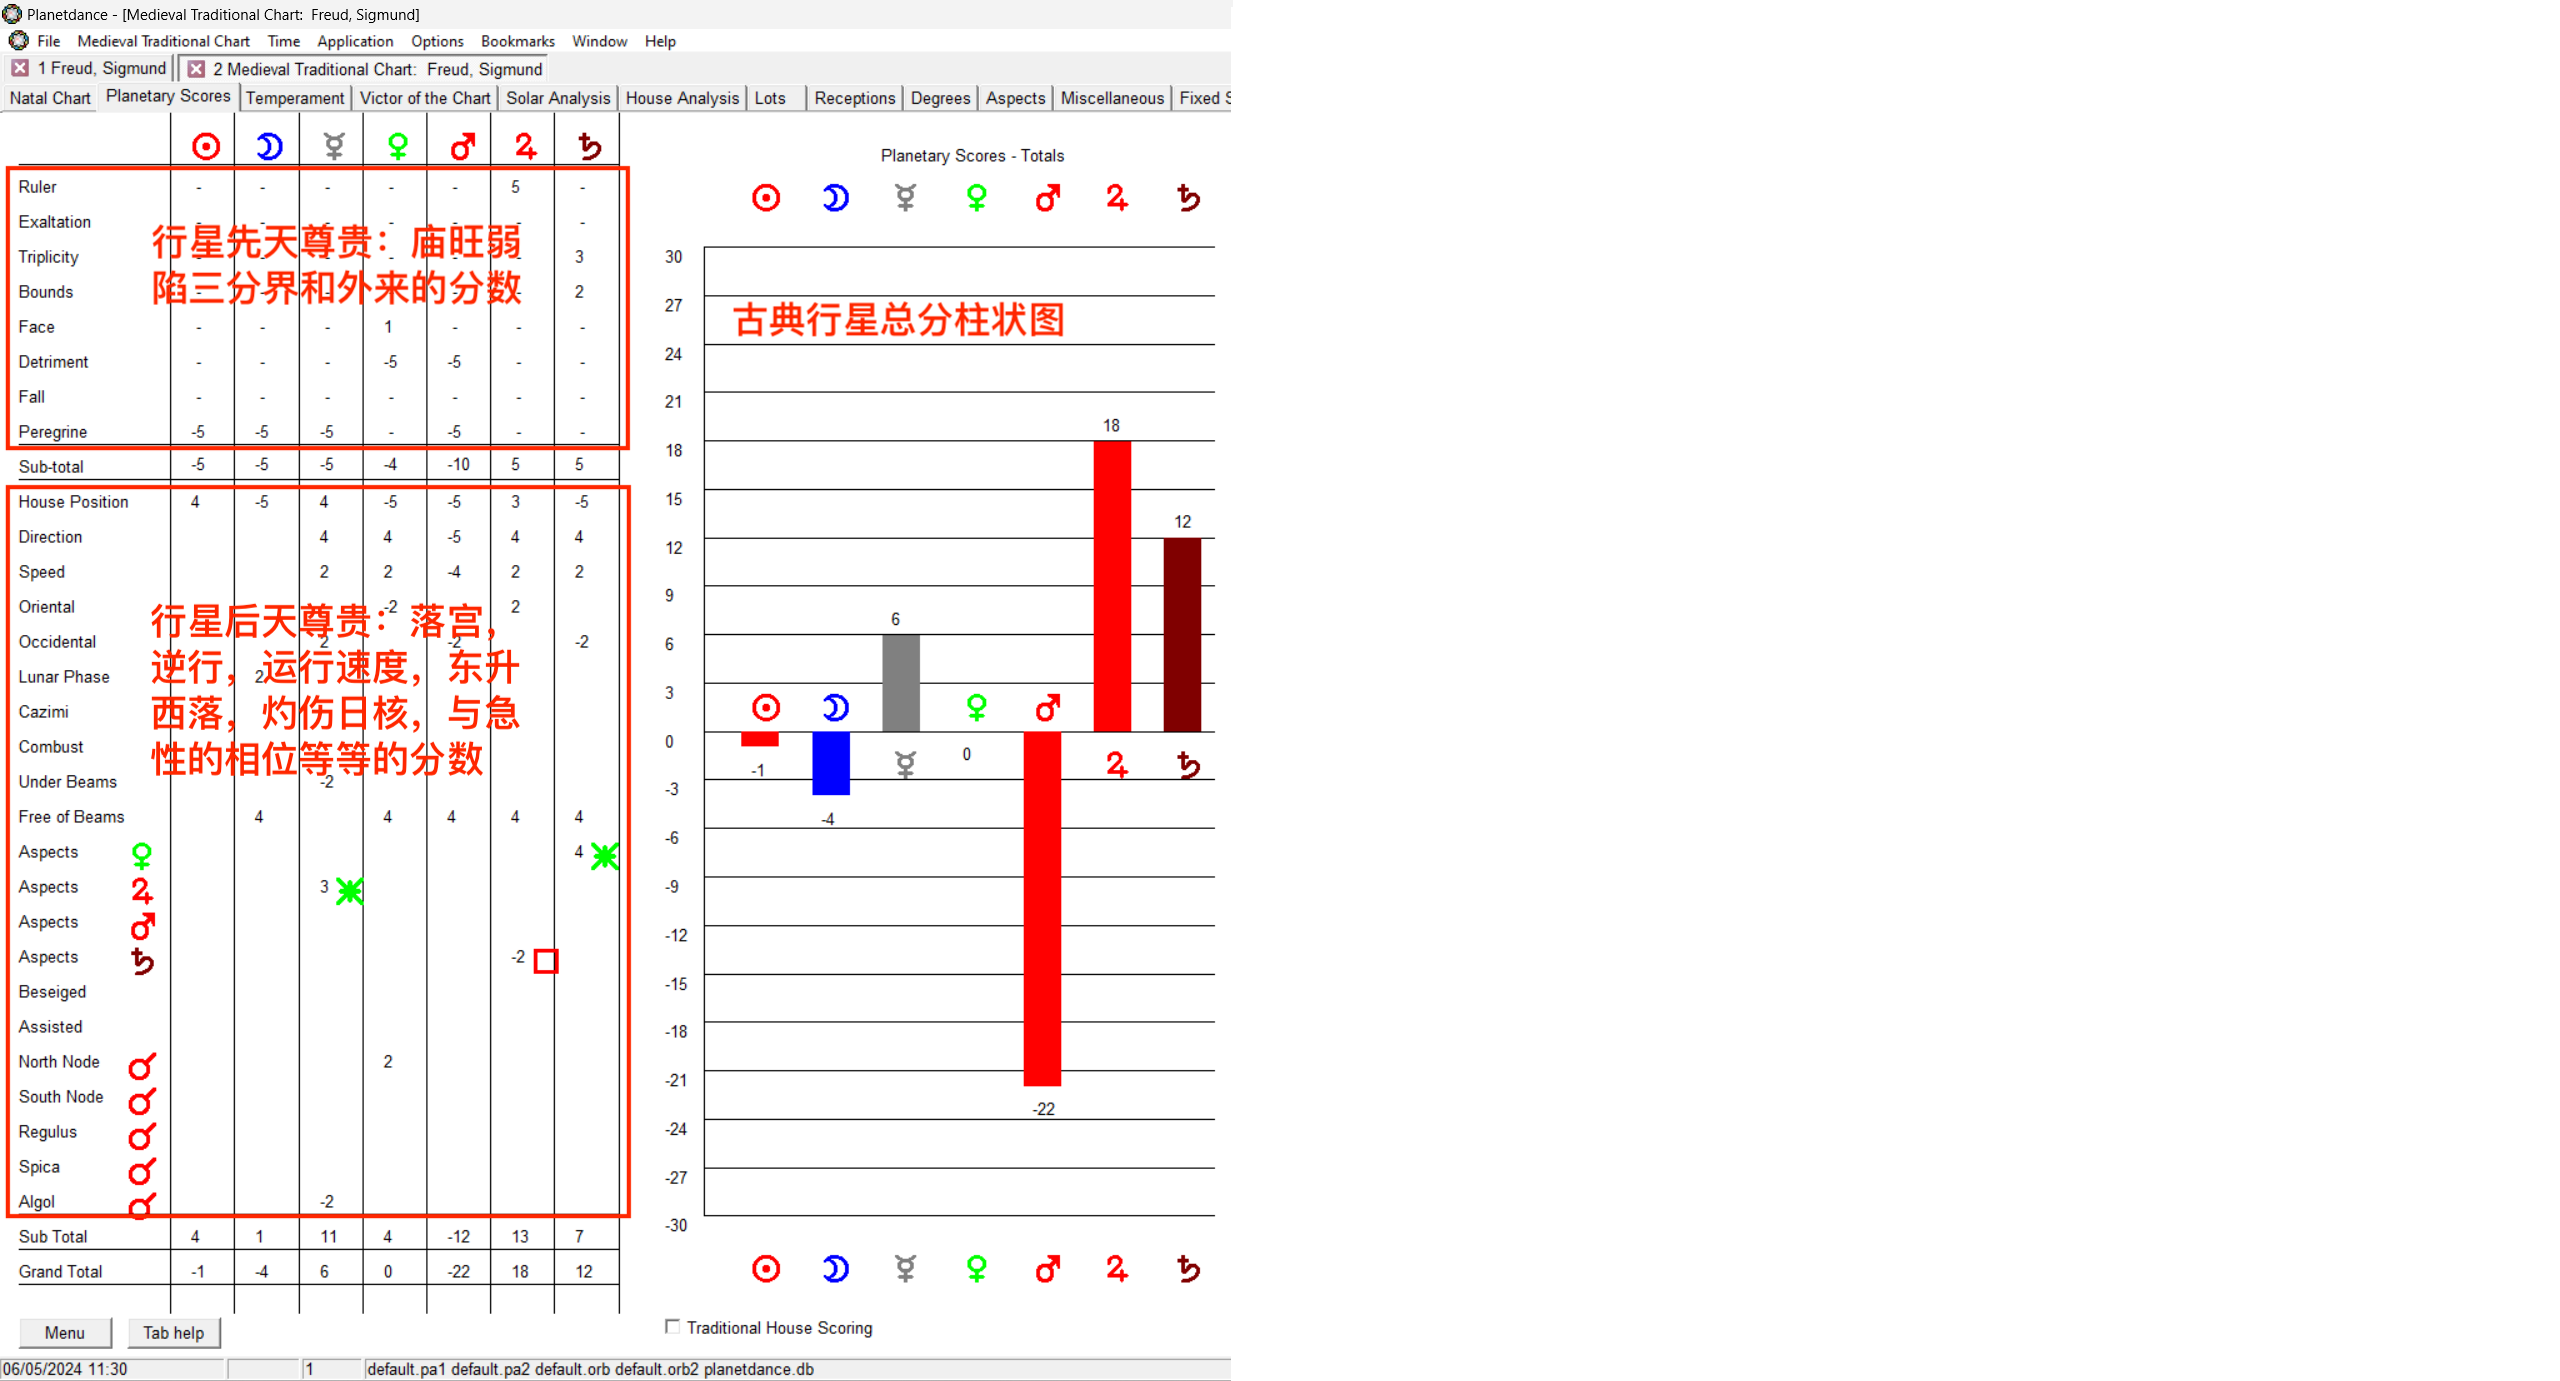 Planetdance - [Medieval Traditional Chart:  Freud, Sigmund]
File Medieval Traditional Chart Time Application Options Bookmarks Window Help
1 Freud, Sigmund 2 Medieval Traditional Chart:  Freud, Sigmund
Natal Chart Planetary Scores Temperament Victor of the Chart Solar Analysis House Analysis Lots Receptions Degrees Aspects Miscellaneous Fixed S
☉ ☽ ☿ ♀ ♂ ♃ ♄
Ruler - - - - - 5 -
Exaltation - - -
行星先天尊贵：庙旺弱
Triplicity - - - - - - 3
陷三分界和外来的分数
Bounds - 2
Face - - - 1 - - -
Detriment - - - -5 -5 - -
Fall - - - - - - -
Peregrine -5 -5 -5 - -5 - -
Sub-total -5 -5 -5 -4 -10 5 5
House Position 4 -5 4 -5 -5 3 -5
Direction 4 4 -5 4 4
Speed 2 2 -4 2 2
Oriental -2 2
行星后天尊贵：落宫，
Occidental 2 -2 -2
逆行，运行速度，东升
Lunar Phase 2
西落，灼伤日核，与急
Cazimi
性的相位等等的分数
Combust
Under Beams -2
Free of Beams 4 4 4 4 4
Aspects ♀ 4
Aspects ♃ 3
Aspects ♂
Aspects ♄ -2 □
Beseiged
Assisted
North Node ☌ 2
South Node ☌
Regulus ☌
Spica ☌
Algol ☌ -2
Sub Total 4 1 11 4 -12 13 7
Grand Total -1 -4 6 0 -22 18 12
Planetary Scores - Totals
☉ ☽ ☿ ♀ ♂ ♃ ♄
30
27
古典行星总分柱状图
24
21
18
18
15
12
12
9
6
6
3
☉ ☽ ♀ ♂
0
-1 ☿ 0 ♃ ♄
-3
-4
-6
-9
-12
-15
-18
-21
-22
-24
-27
-30
☉ ☽ ☿ ♀ ♂ ♃ ♄
Menu Tab help
Traditional House Scoring
06/05/2024 11:30 1 default.pa1 default.pa2 default.orb default.orb2 planetdance.db